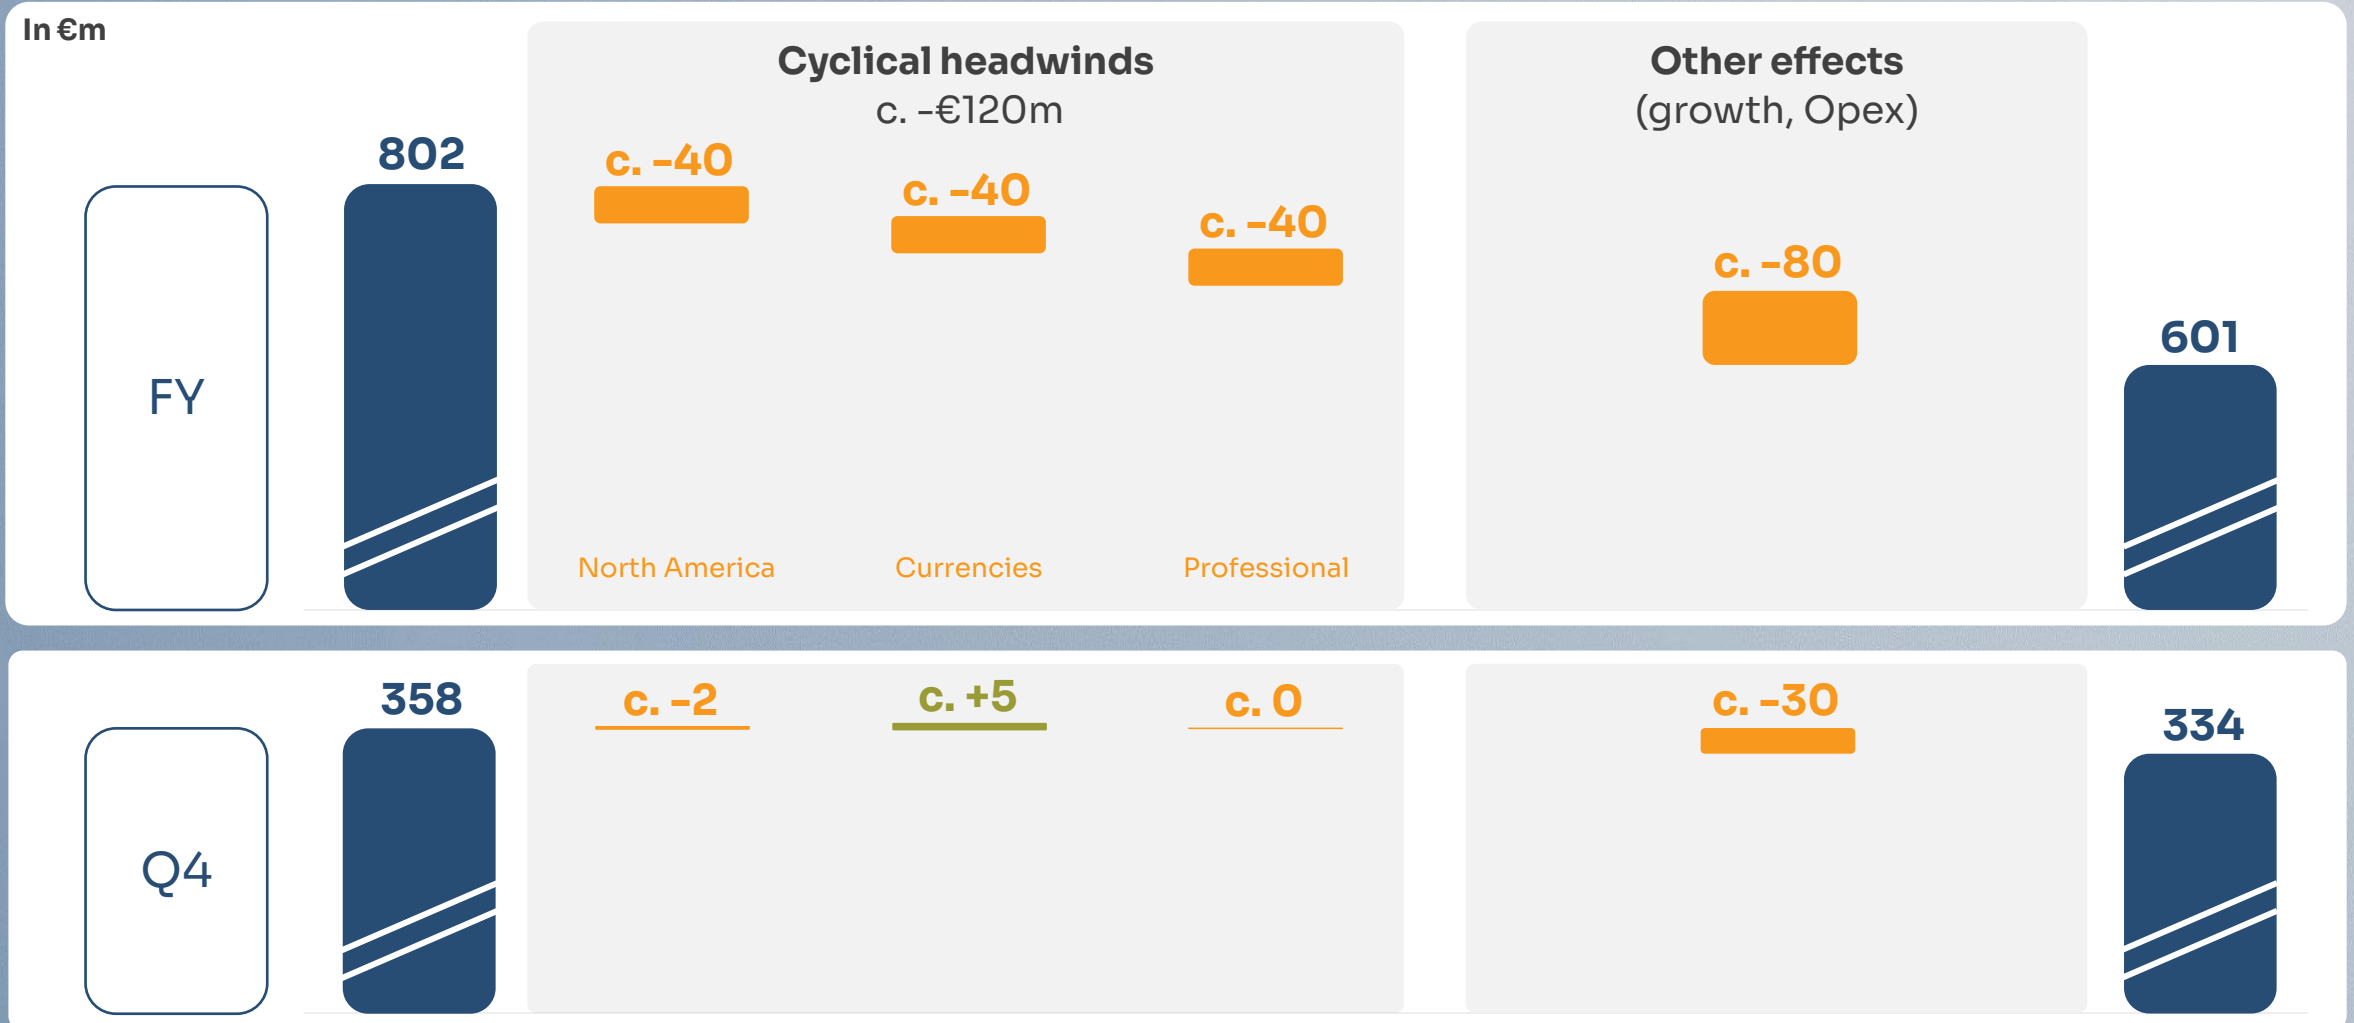 In €m
Cyclical headwinds
c. -€120m
Other effects
(growth, Opex)
FY
802
c. -40
c. -40
c. -40
c. -80
601
North America
Currencies
Professional
Q4
358
c. -2
c. +5
c. 0
c. -30
334